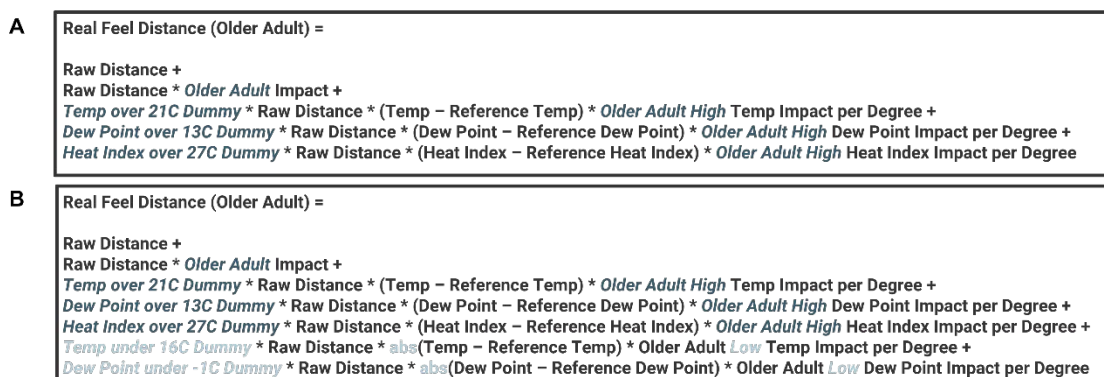 A
Real Feel Distance (Older Adult) =
Raw Distance +
Raw Distance * Older Adult Impact +
Temp over 21C Dummy * Raw Distance * (Temp – Reference Temp) * Older Adult High Temp Impact per Degree +
Dew Point over 13C Dummy * Raw Distance * (Dew Point – Reference Dew Point) * Older Adult High Dew Point Impact per Degree +
Heat Index over 27C Dummy * Raw Distance * (Heat Index – Reference Heat Index) * Older Adult High Heat Index Impact per Degree
B
Real Feel Distance (Older Adult) =
Raw Distance +
Raw Distance * Older Adult Impact +
Temp over 21C Dummy * Raw Distance * (Temp – Reference Temp) * Older Adult High Temp Impact per Degree +
Dew Point over 13C Dummy * Raw Distance * (Dew Point – Reference Dew Point) * Older Adult High Dew Point Impact per Degree +
Heat Index over 27C Dummy * Raw Distance * (Heat Index – Reference Heat Index) * Older Adult High Heat Index Impact per Degree +
Temp under 16C Dummy * Raw Distance * abs(Temp – Reference Temp) * Older Adult Low Temp Impact per Degree +
Dew Point under -1C Dummy * Raw Distance * abs(Dew Point – Reference Dew Point) * Older Adult Low Dew Point Impact per Degree